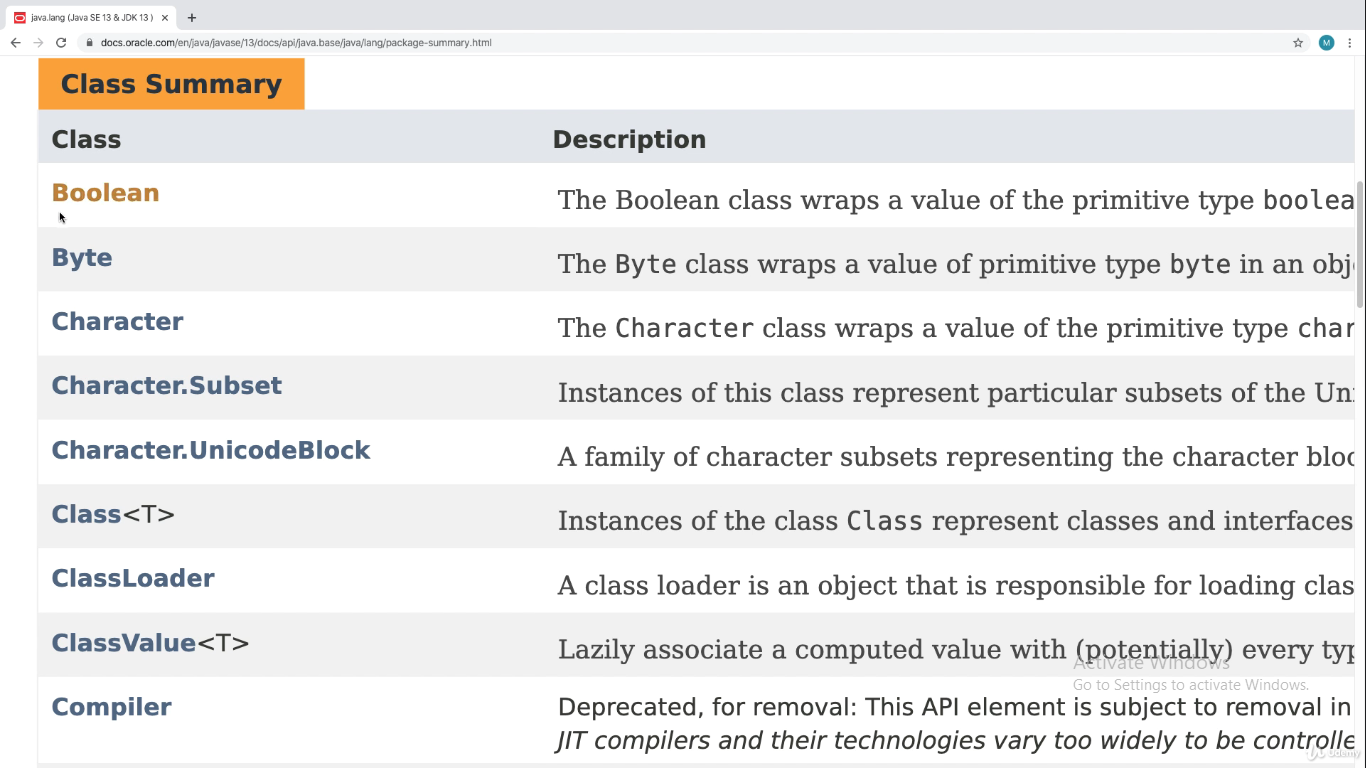 java.lang (Java SE 13 & JDK 13 )
docs.oracle.com/en/java/javase/13/docs/api/java.base/java/lang/package-summary.html
M
Class Summary
Class Description
Boolean The Boolean class wraps a value of the primitive type boolea
Byte The Byte class wraps a value of primitive type byte in an obj
Character The Character class wraps a value of the primitive type char
Character.Subset Instances of this class represent particular subsets of the Uni
Character.UnicodeBlock A family of character subsets representing the character bloc
Class<T> Instances of the class Class represent classes and interfaces
ClassLoader A class loader is an object that is responsible for loading clas
ClassValue<T> Lazily associate a computed value with (potentially) every typ
Activate Windows
Go to Settings to activate Windows.
Compiler Deprecated, for removal: This API element is subject to removal in
JIT compilers and their technologies vary too widely to be controlle
Udemy